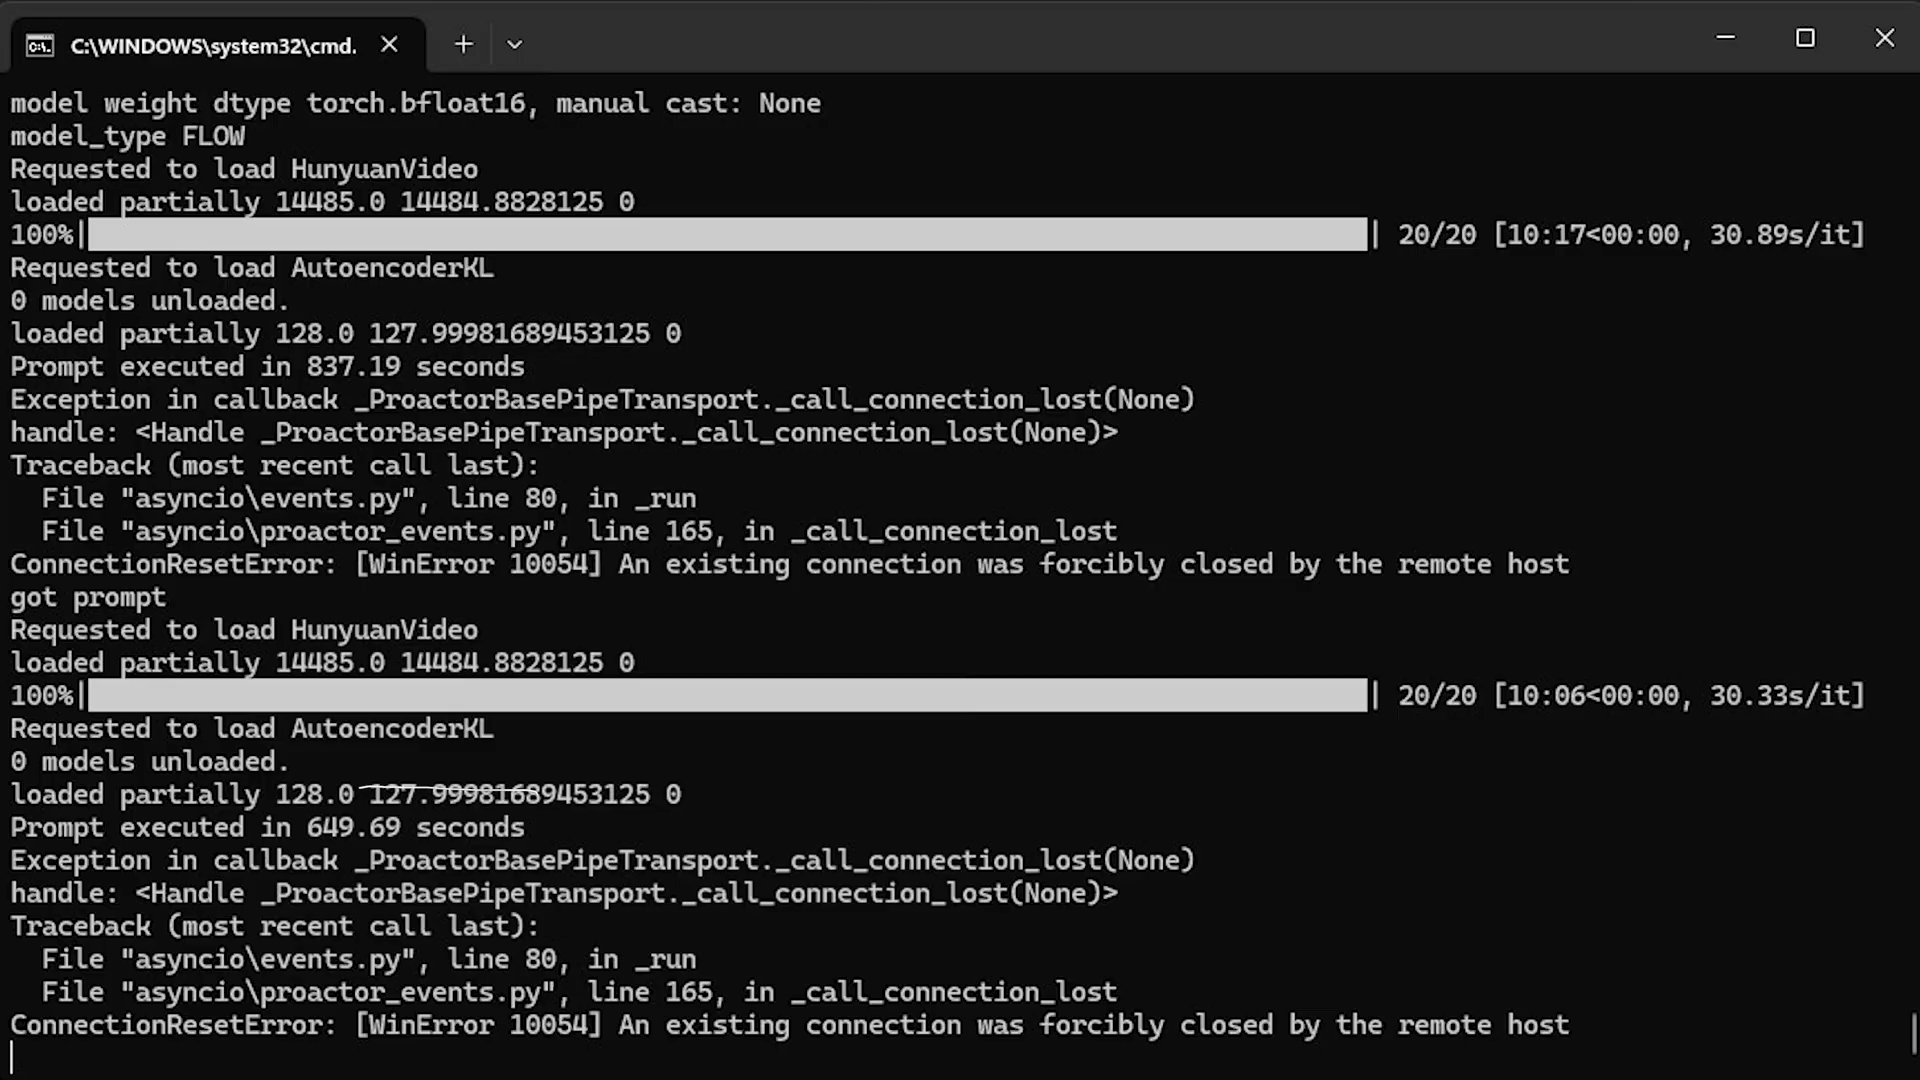 C:\WINDOWS\system32\cmd.
model weight dtype torch.bfloat16, manual cast: None
model_type FLOW
Requested to load HunyuanVideo
loaded partially 14485.0 14484.8828125 0
100%| | 20/20 [10:17<00:00, 30.89s/it]
Requested to load AutoencoderKL
0 models unloaded.
loaded partially 128.0 127.99981689453125 0
Prompt executed in 837.19 seconds
Exception in callback _ProactorBasePipeTransport._call_connection_lost(None)
handle: <Handle _ProactorBasePipeTransport._call_connection_lost(None)>
Traceback (most recent call last):
  File "asyncio\events.py", line 80, in _run
  File "asyncio\proactor_events.py", line 165, in _call_connection_lost
ConnectionResetError: [WinError 10054] An existing connection was forcibly closed by the remote host
got prompt
Requested to load HunyuanVideo
loaded partially 14485.0 14484.8828125 0
100%| | 20/20 [10:06<00:00, 30.33s/it]
Requested to load AutoencoderKL
0 models unloaded.
loaded partially 128.0 127.99981689453125 0
Prompt executed in 649.69 seconds
Exception in callback _ProactorBasePipeTransport._call_connection_lost(None)
handle: <Handle _ProactorBasePipeTransport._call_connection_lost(None)>
Traceback (most recent call last):
  File "asyncio\events.py", line 80, in _run
  File "asyncio\proactor_events.py", line 165, in _call_connection_lost
ConnectionResetError: [WinError 10054] An existing connection was forcibly closed by the remote host